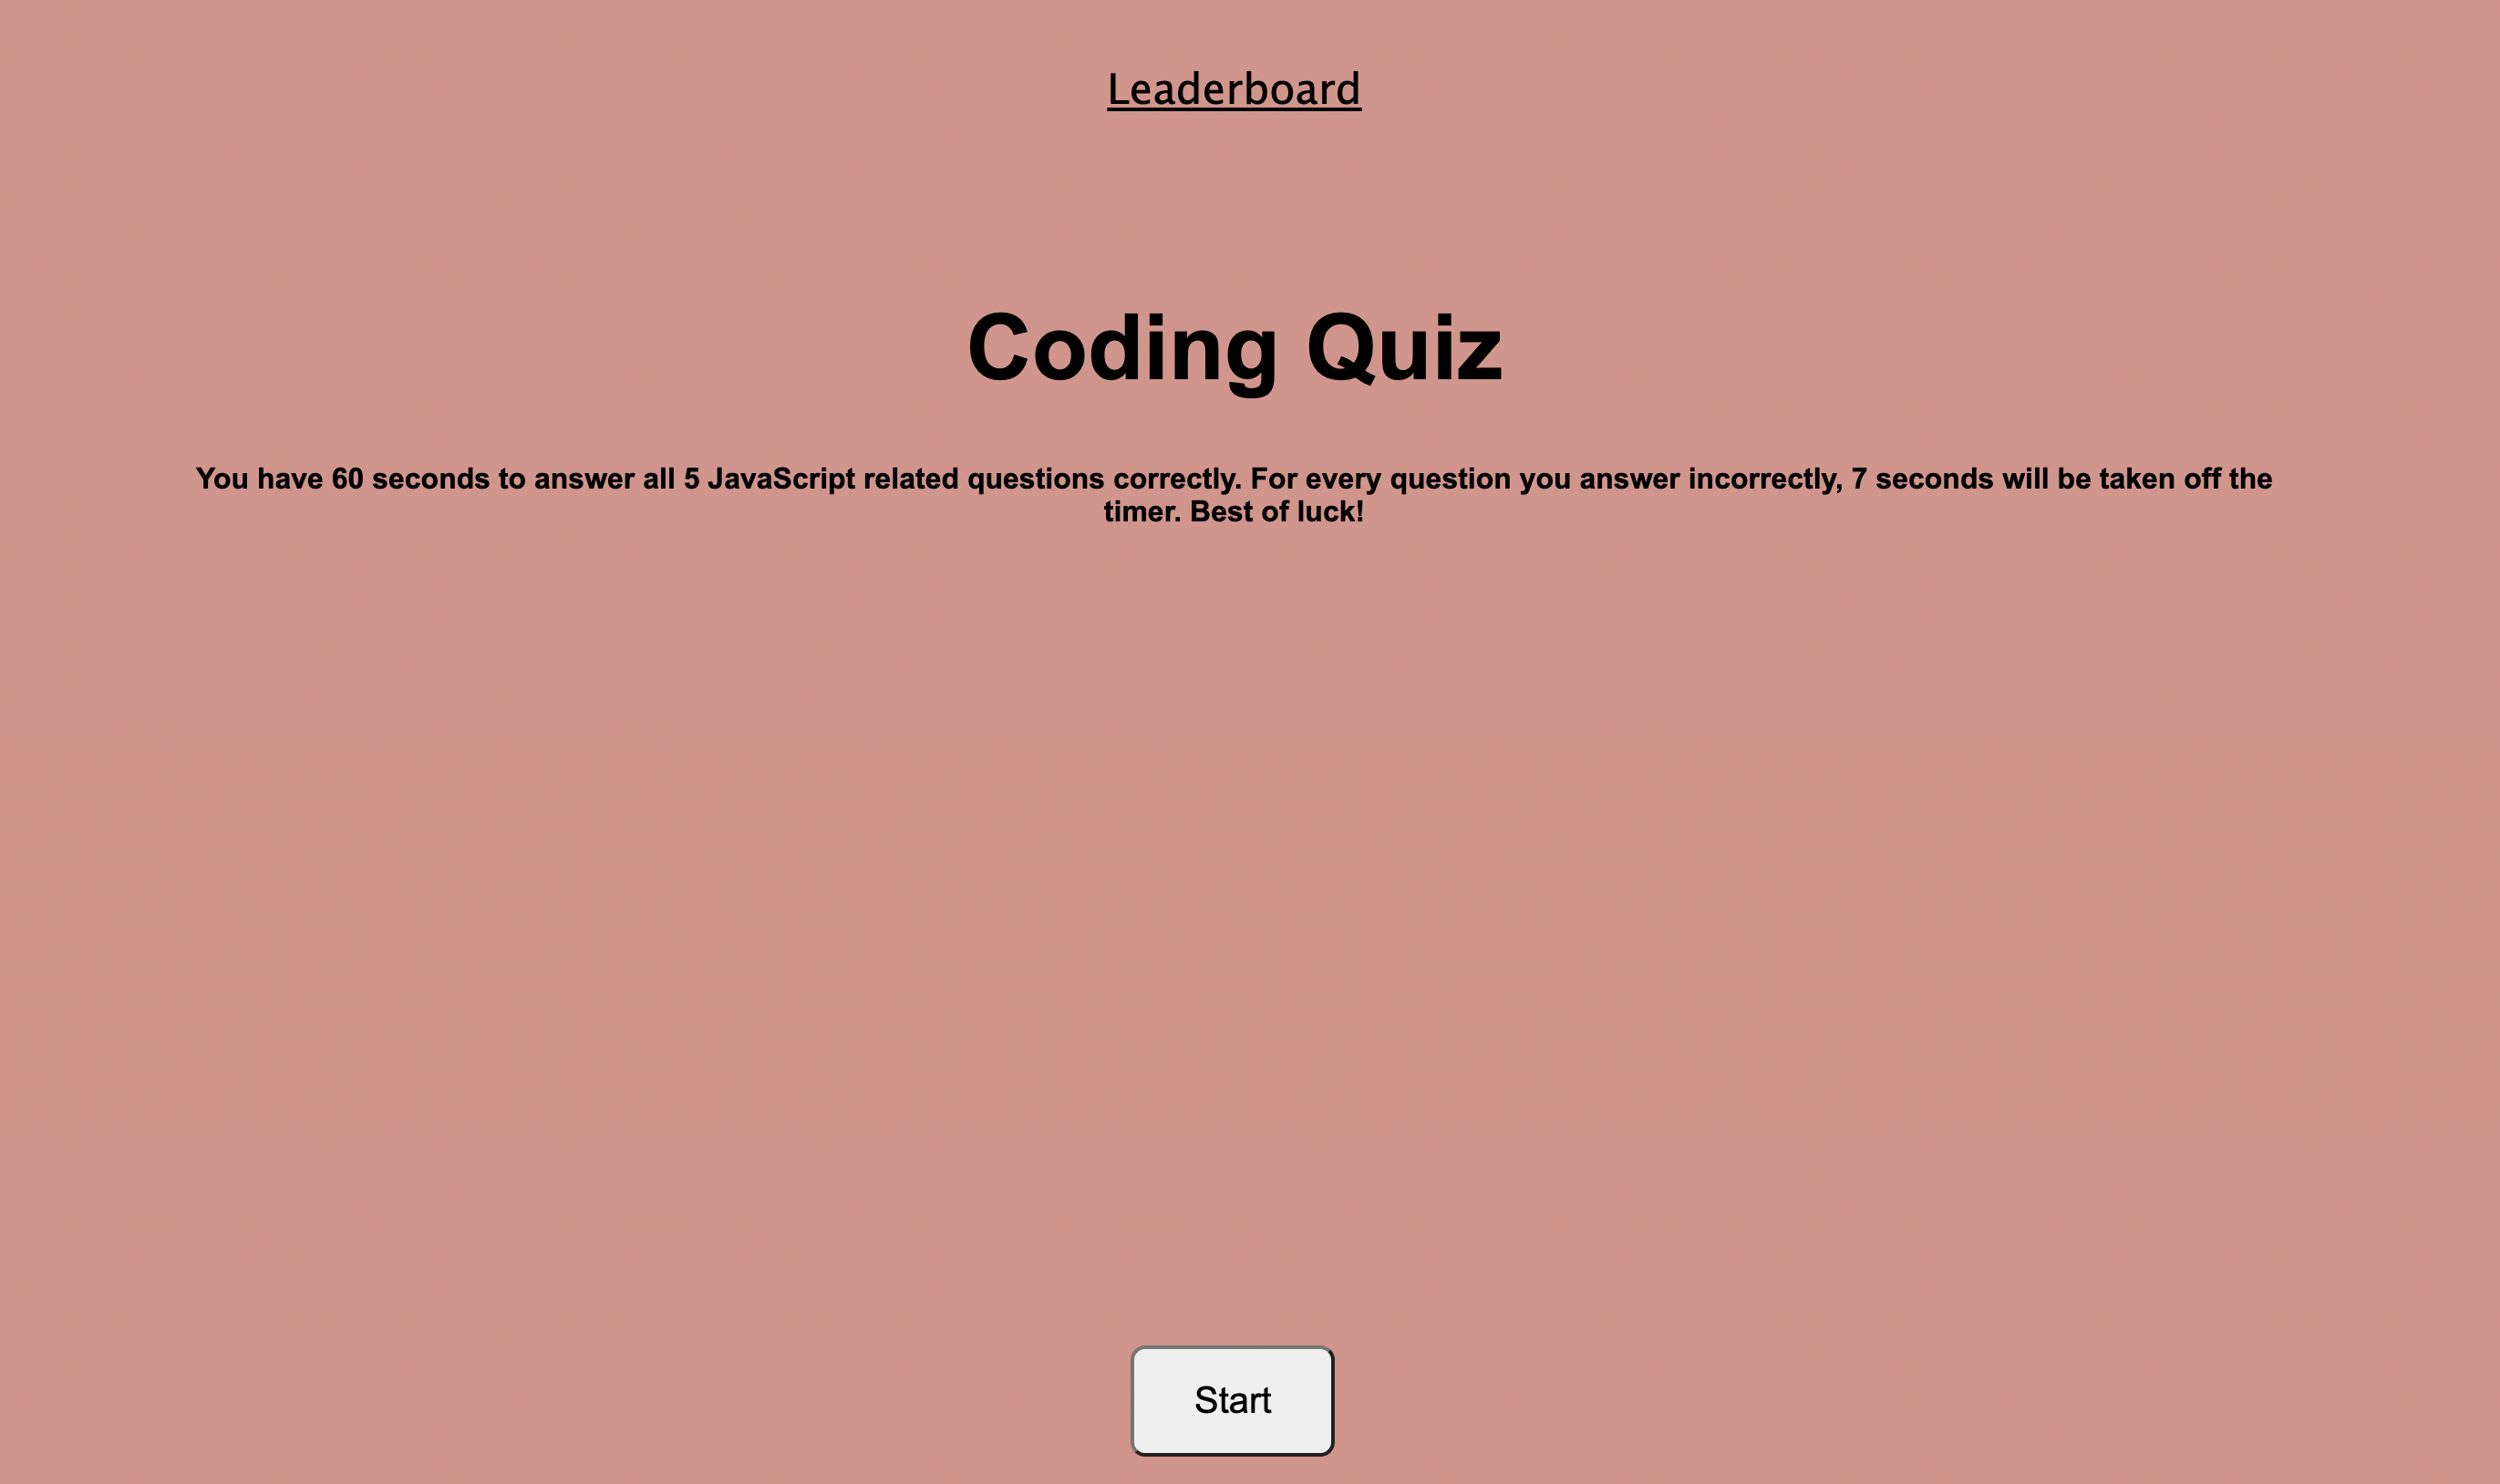 Leaderboard
Coding Quiz
You have 60 seconds to answer all 5 JavaScript related questions correctly. For every question you answer incorrectly, 7 seconds will be taken off the
timer. Best of luck!
Start